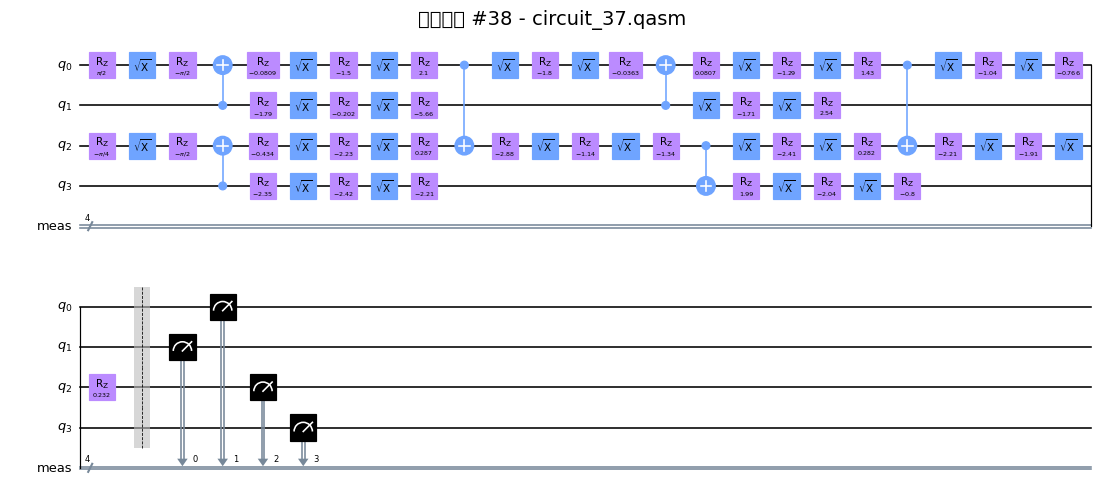 #38 - circuit_37.qasm
q0 Rz π/2 √X Rz −π/2 Rz −0.0809 √X Rz −1.5 √X Rz 2.1 √X Rz −1.8 √X Rz −0.0363 Rz 0.0807 √X Rz −1.29 √X Rz 1.43 √X Rz −1.04 √X Rz −0.766
q1 Rz −1.79 √X Rz −0.202 √X Rz −5.66 √X Rz −1.71 √X Rz 2.54
q2 Rz −π/4 √X Rz −π/2 Rz −0.434 √X Rz −2.23 √X Rz 0.287 Rz −2.88 √X Rz −1.14 √X Rz −1.34 √X Rz −2.41 √X Rz 0.282 Rz −2.21 √X Rz −1.91 √X
q3 Rz −2.35 √X Rz −2.42 √X Rz −2.21 Rz 1.99 √X Rz −2.04 √X Rz −0.8
meas 4
q0
q1
q2 Rz 0.232
q3
meas 4 0 1 2 3